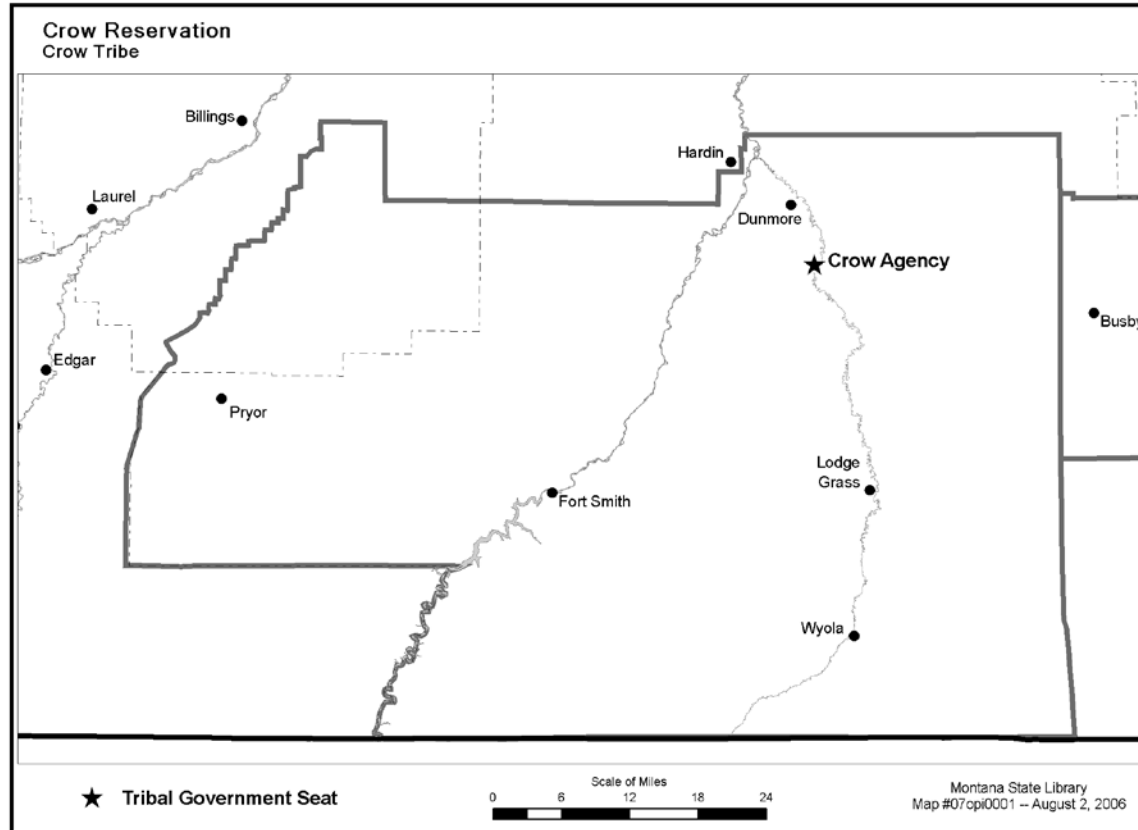 Crow Reservation
Crow Tribe
Billings
Hardin
Laurel
Dunmore
Crow Agency
Busby
Edgar
Pryor
Lodge
Grass
Fort Smith
Wyola
Scale of Miles
0 6 12 18 24
★ Tribal Government Seat
Montana State Library
Map #07opi0001 -- August 2, 2006